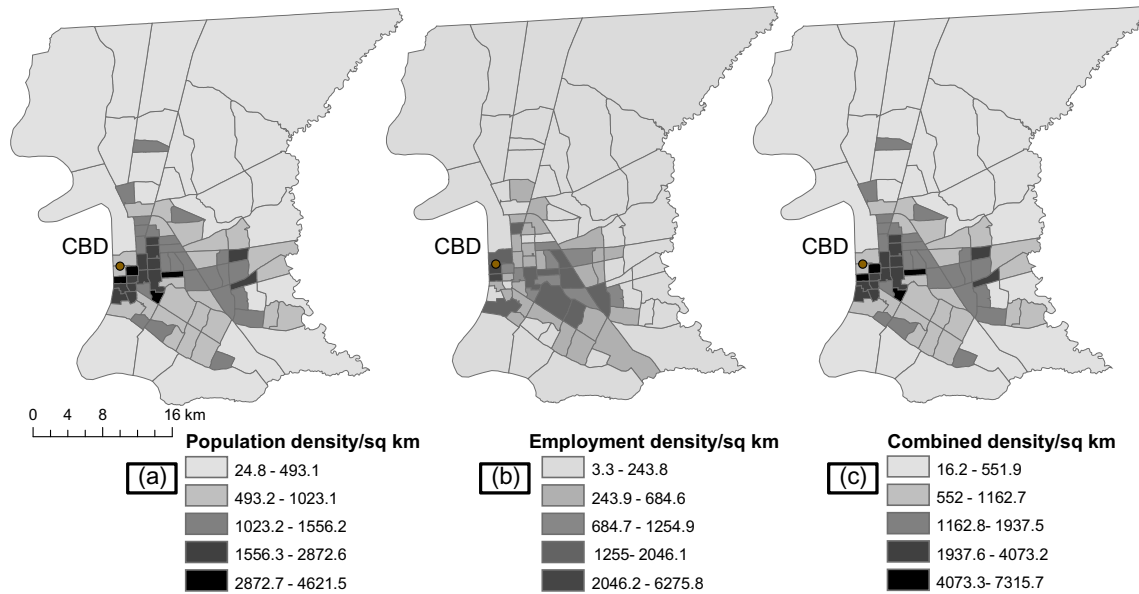 CBD
CBD
CBD
0 4 8 16 km
Population density/sq km
(a)
24.8 - 493.1
493.2 - 1023.1
1023.2 - 1556.2
1556.3 - 2872.6
2872.7 - 4621.5
Employment density/sq km
(b)
3.3 - 243.8
243.9 - 684.6
684.7 - 1254.9
1255- 2046.1
2046.2 - 6275.8
Combined density/sq km
(c)
16.2 - 551.9
552 - 1162.7
1162.8- 1937.5
1937.6 - 4073.2
4073.3- 7315.7